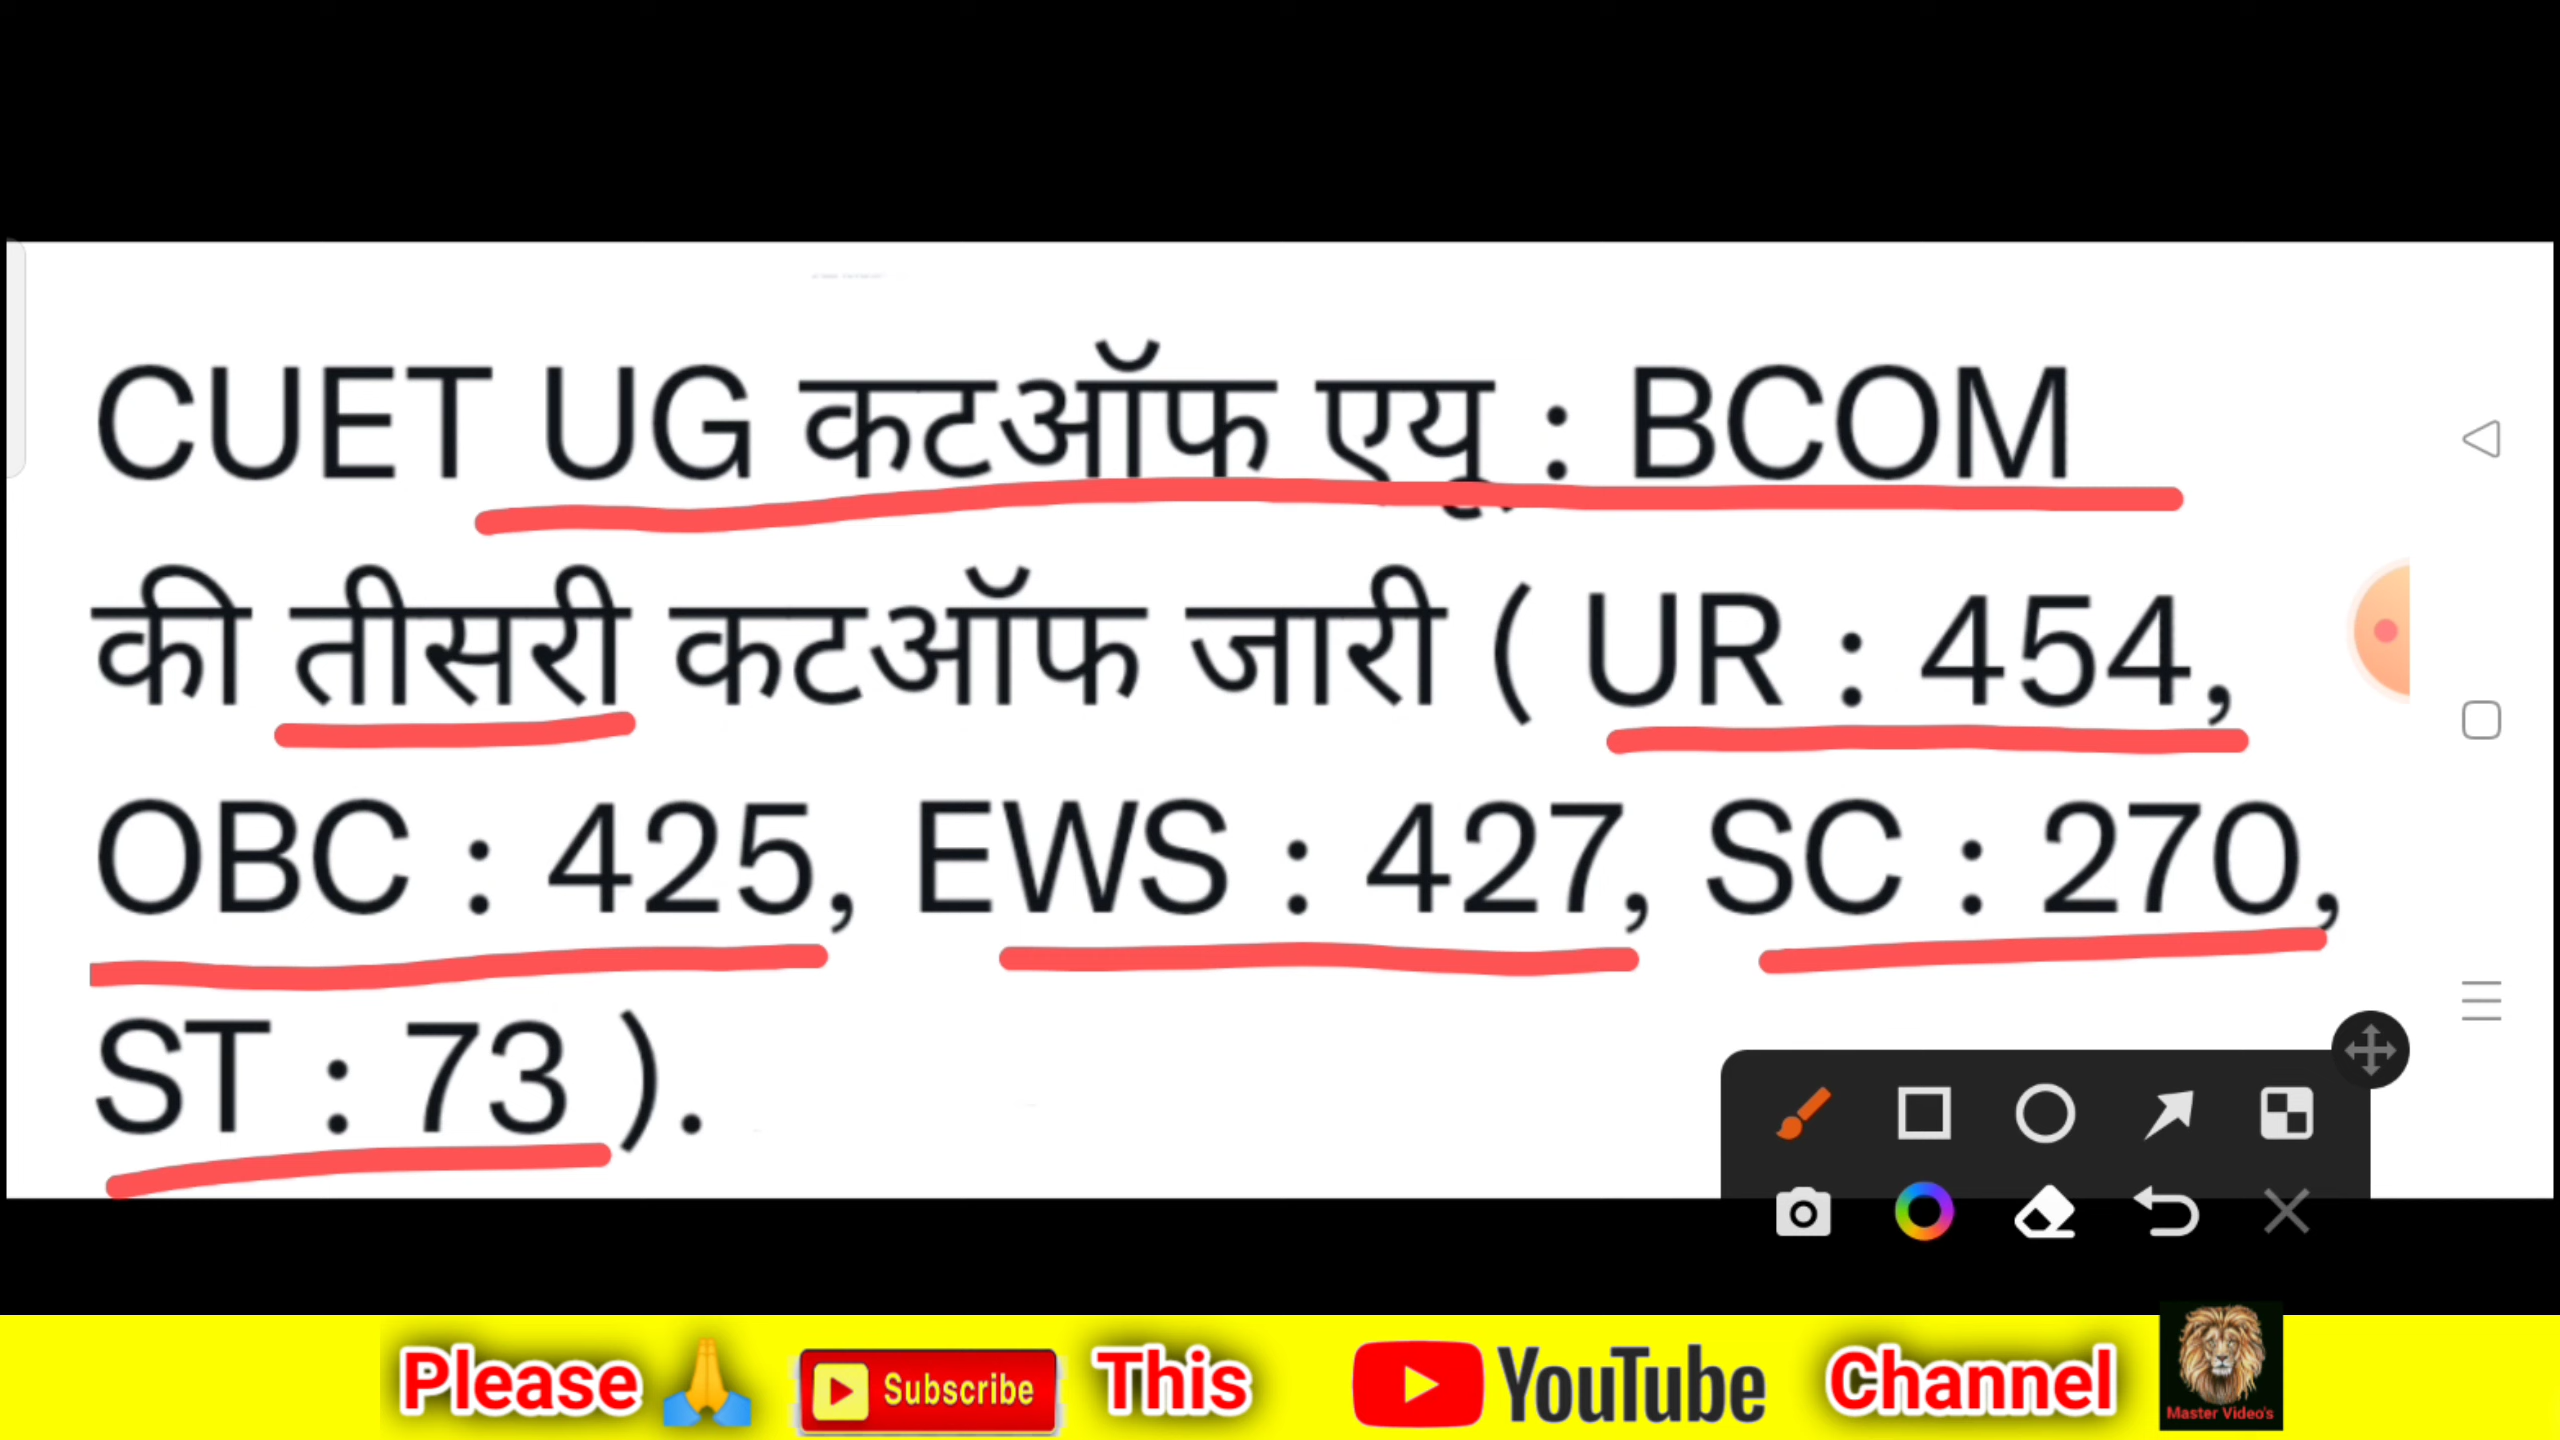 CUET UG कटऑफ एयू : BCOM
की तीसरी कटऑफ जारी ( UR : 454,
OBC : 425, EWS : 427, SC : 270,
ST : 73 ).
Please 🙏 Subscribe This YouTube Channel
Master Video's